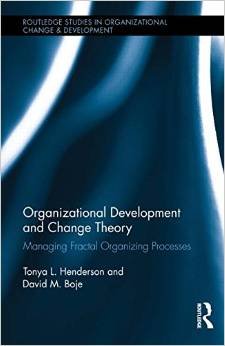 ROUTLEDGE STUDIES IN ORGANIZATIONAL
CHANGE & DEVELOPMENT
Organizational Development
and Change Theory
Managing Fractal Organizing Processes
Tonya L. Henderson and
David M. Boje
ROUTLEDGE